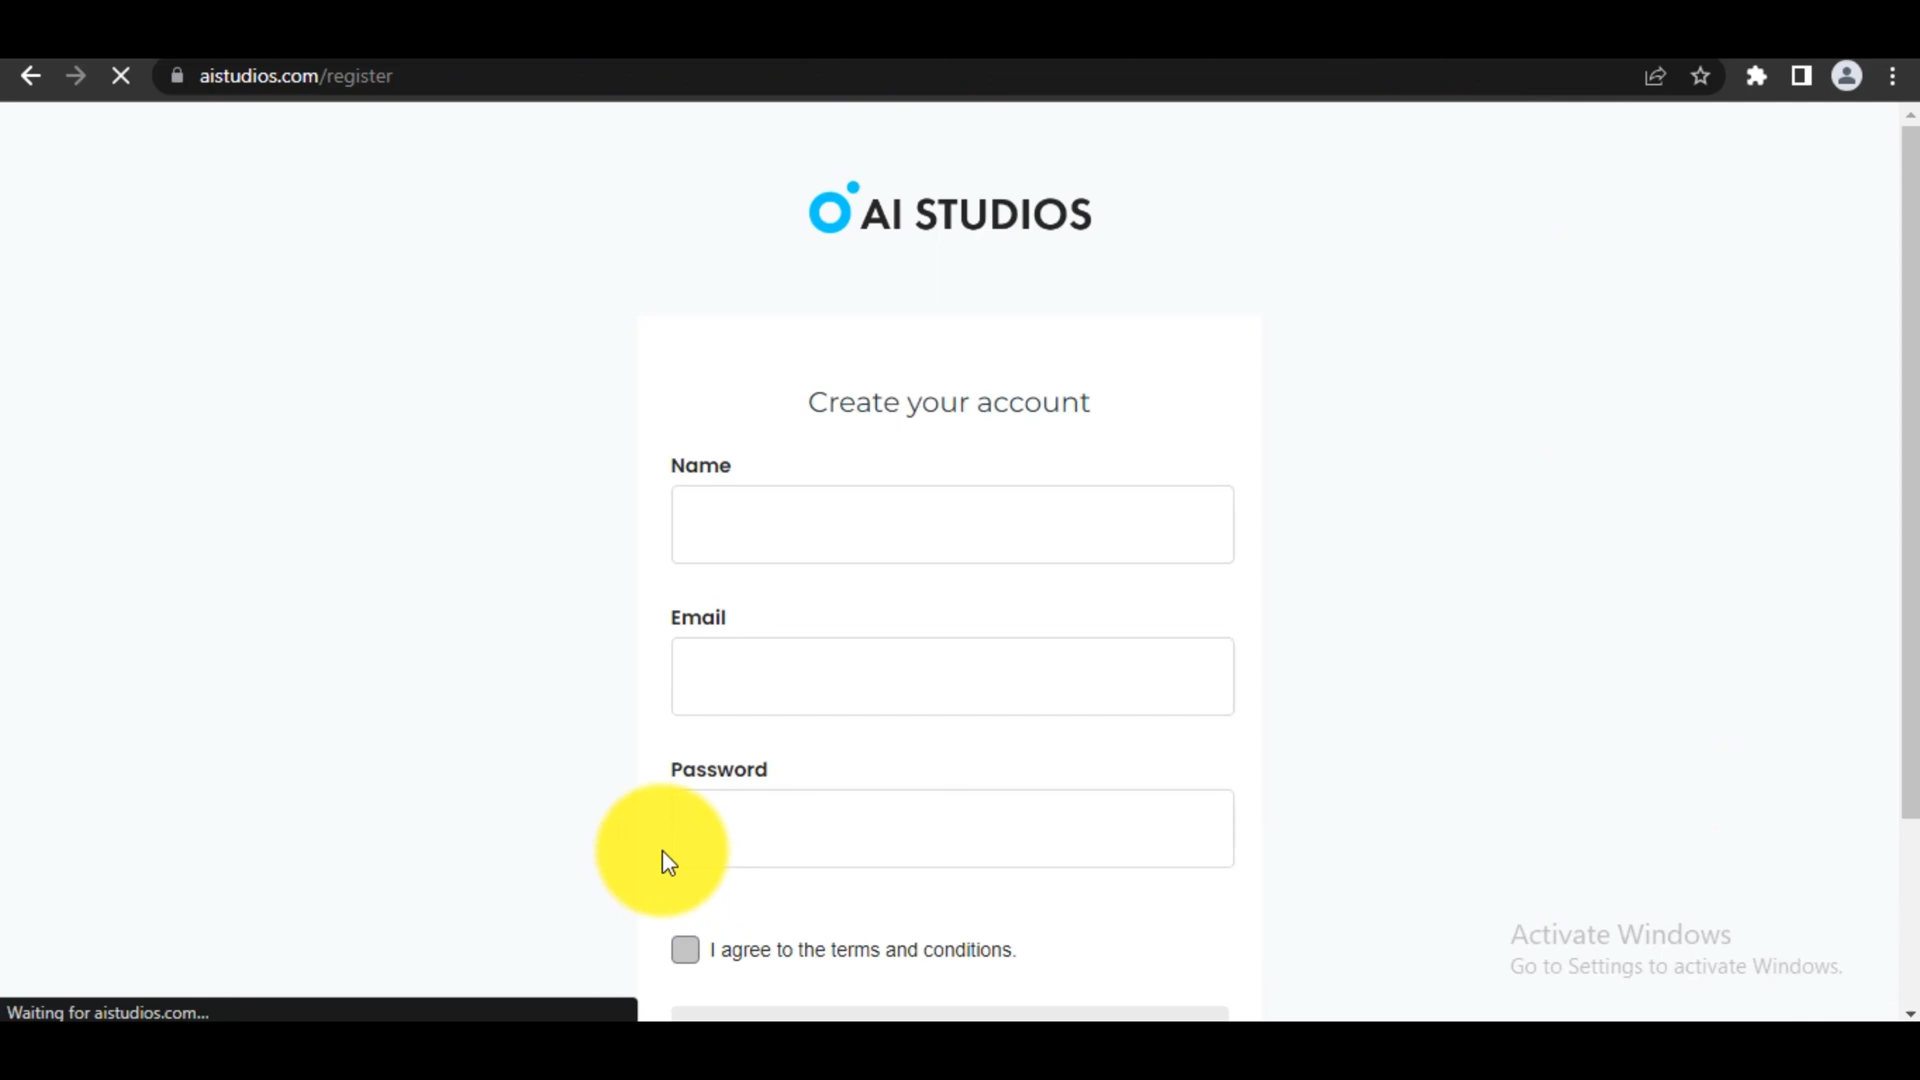 aistudios.com/register
AI STUDIOS
Create your account
Name
Email
Password
I agree to the terms and conditions.
Activate Windows
Go to Settings to activate Windows.
Waiting for aistudios.com...